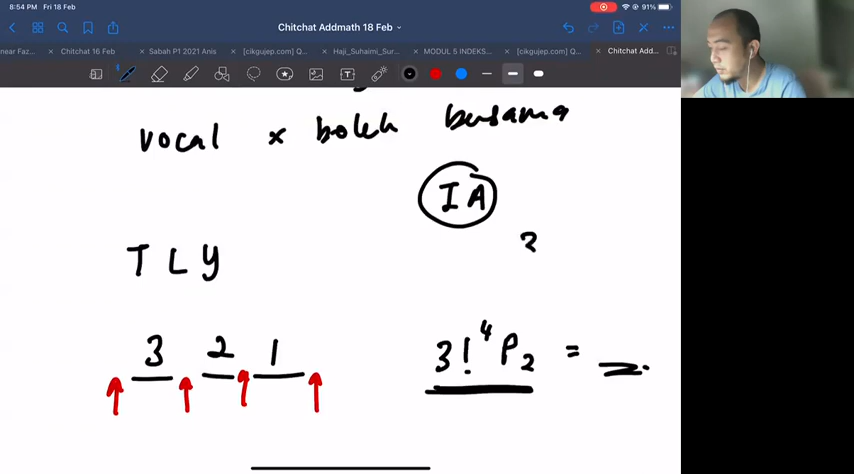 8:54 PM Fri 18 Feb
91%
Chitchat Addmath 18 Feb
near Faz...
Chitchat 16 Feb
Sabah P1 2021 Anis
[cikgujep.com] Q...
Haji_Suhaimi_Sur...
MODUL 5 INDEKS...
[cikgujep.com] Q...
Chitchat Add...
vocal x boleh bersama
IA
2
T L Y
3 2 1
3! ⁴P₂ =